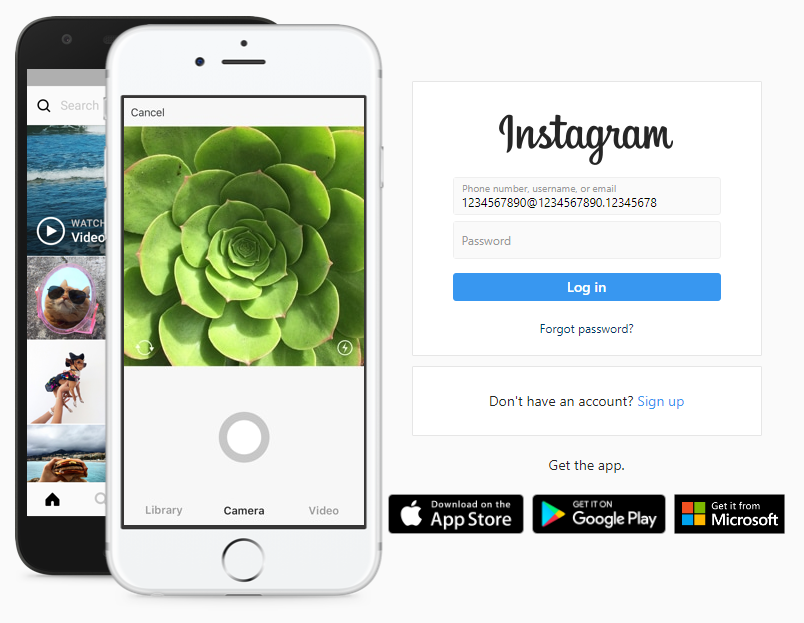 Search
WATCH
Video
Cancel
Library
Camera
Video
Instagram
Phone number, username, or email
1234567890@1234567890.12345678
Password
Log in
Forgot password?
Don't have an account? Sign up
Get the app.
Download on the
App Store
GET IT ON
Google Play
Get it from
Microsoft